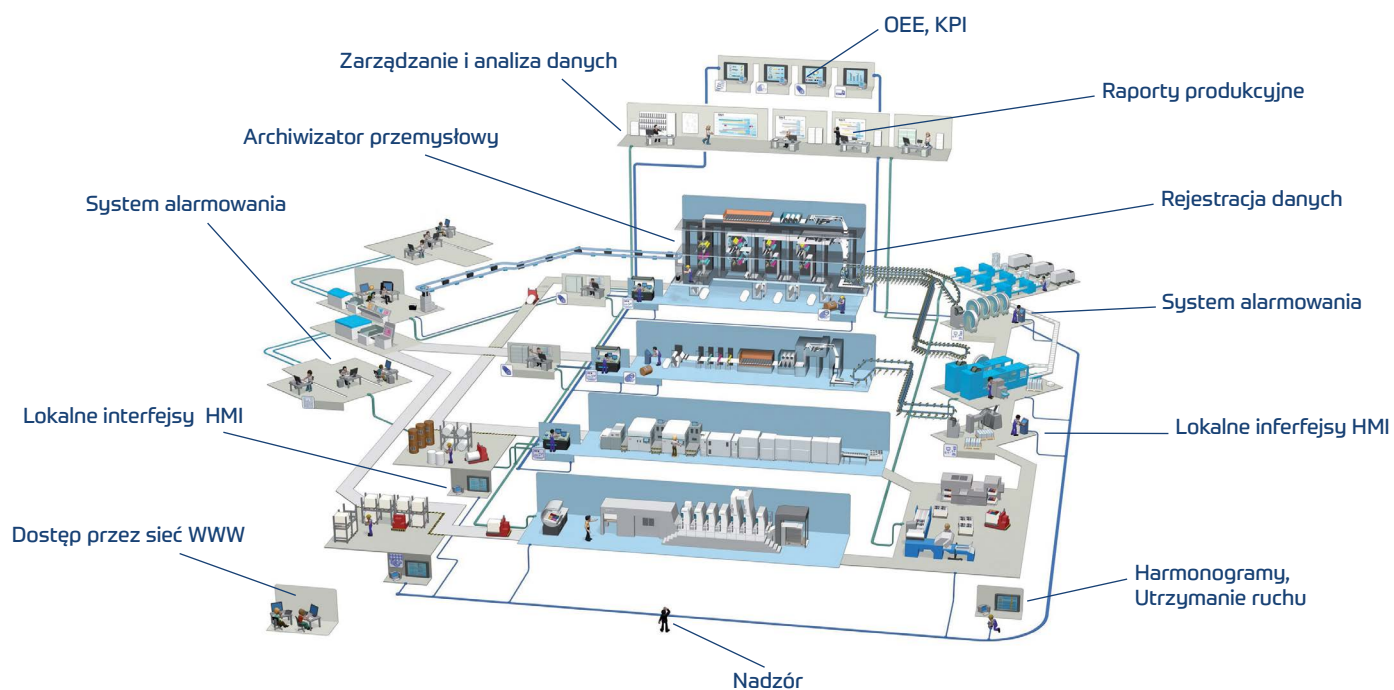 OEE, KPI
Zarządzanie i analiza danych
Raporty produkcyjne
Archiwizator przemysłowy
System alarmowania
Rejestracja danych
System alarmowania
Lokalne interfejsy HMI
Lokalne inferfejsy HMI
Dostęp przez sieć WWW
Harmonogramy,
Utrzymanie ruchu
Nadzór